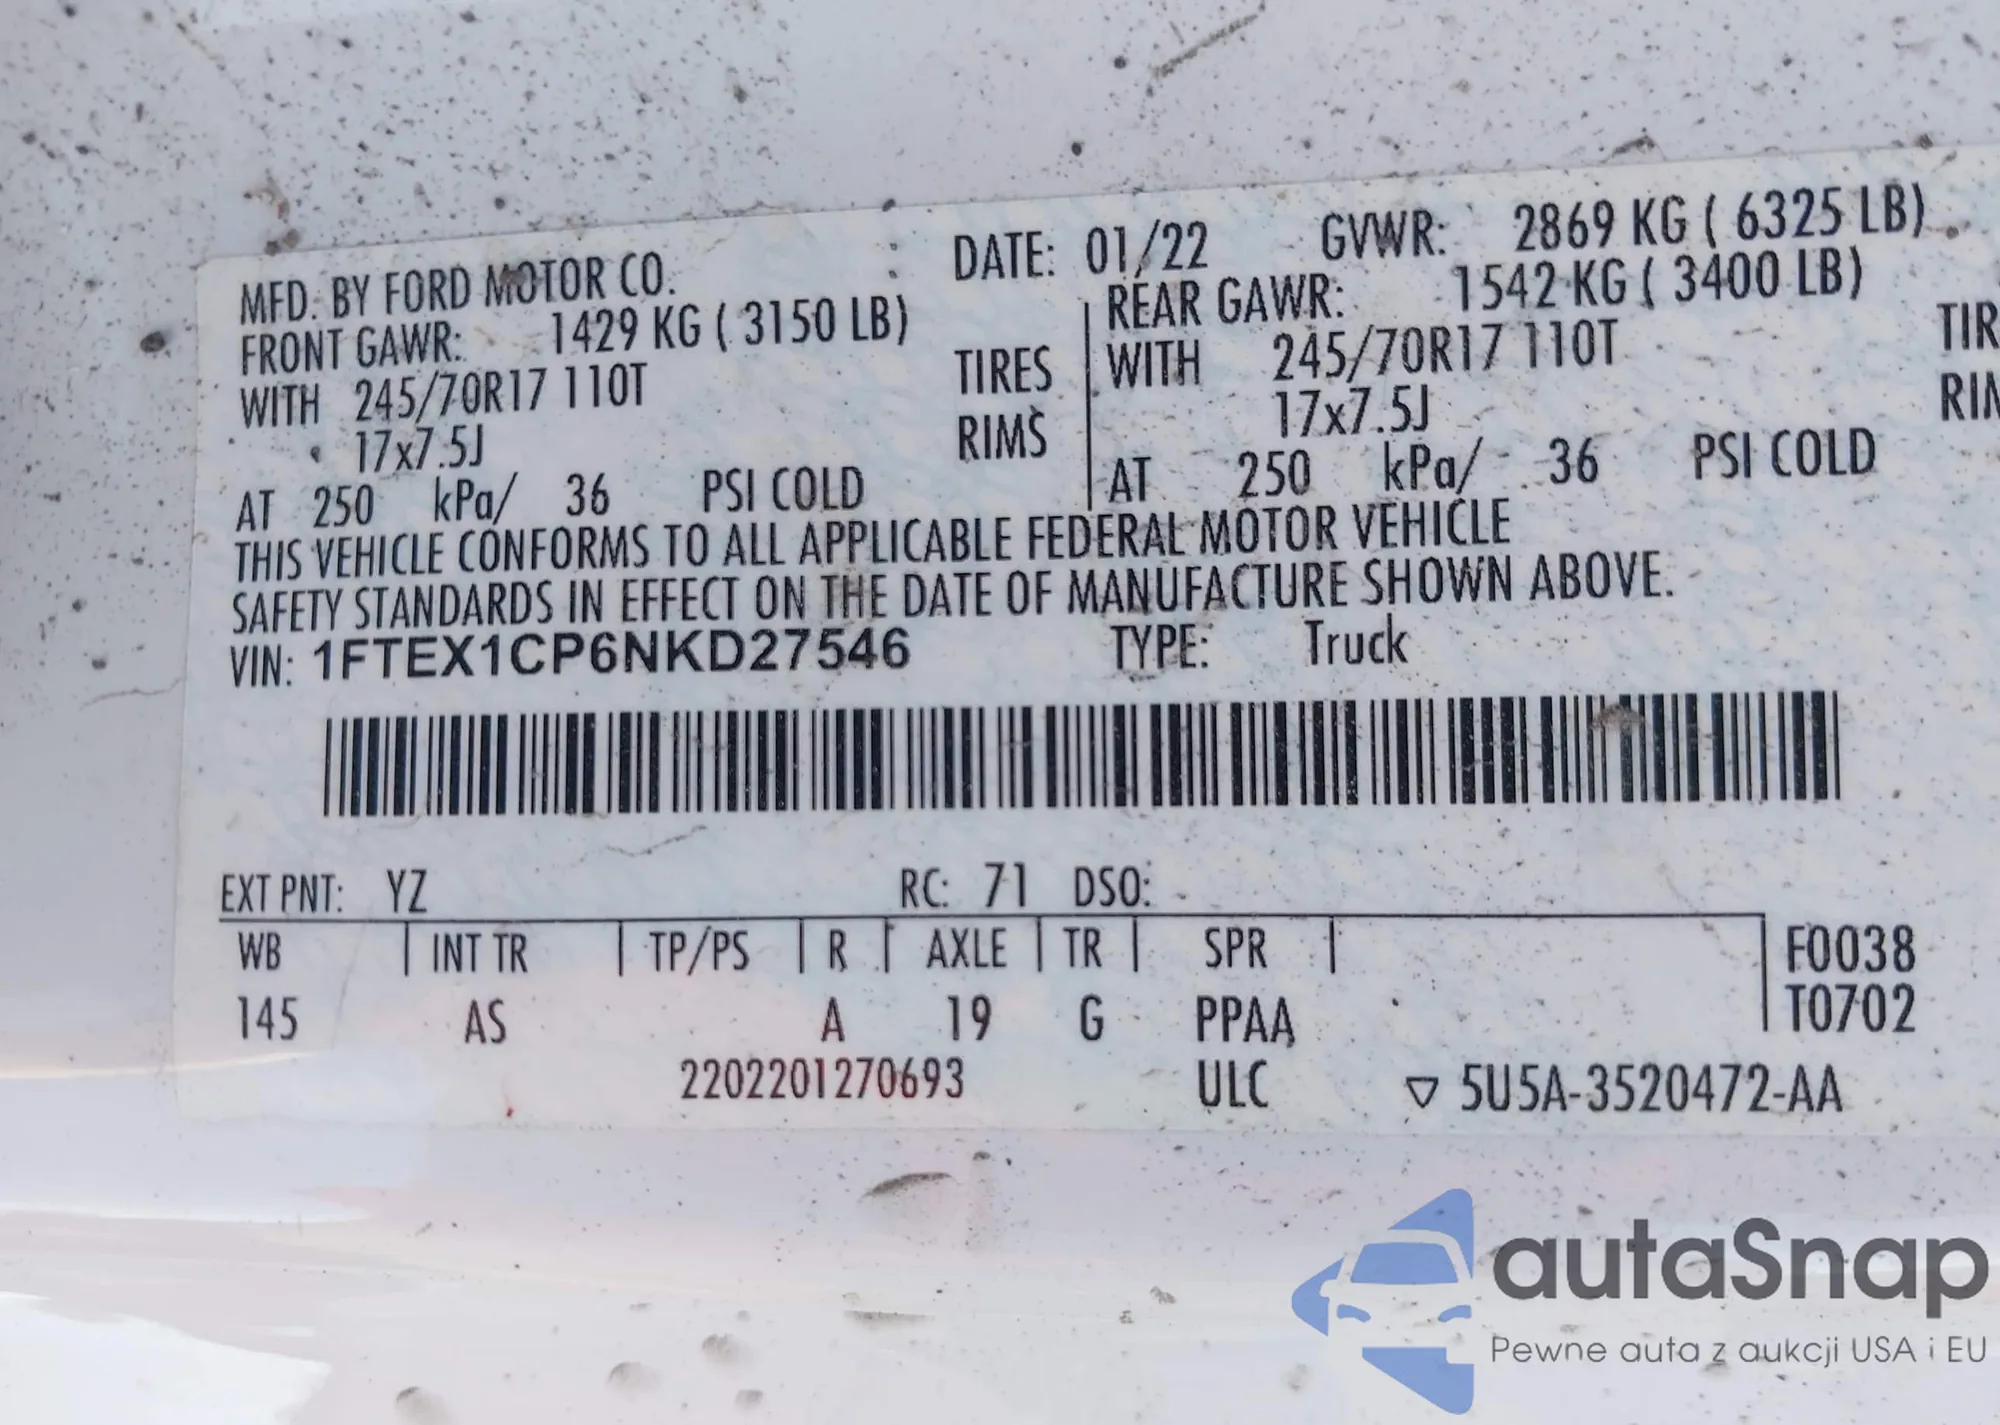 MFD. BY FORD MOTOR CO. DATE: 01/22 GVWR: 2869 KG ( 6325 LB)
FRONT GAWR: 1429 KG ( 3150 LB) REAR GAWR: 1542 KG ( 3400 LB)
WITH 245/70R17 110T TIRES WITH 245/70R17 110T TIR
17x7.5J RIMS 17x7.5J RIM
AT 250 kPa/ 36 PSI COLD AT 250 kPa/ 36 PSI COLD
THIS VEHICLE CONFORMS TO ALL APPLICABLE FEDERAL MOTOR VEHICLE
SAFETY STANDARDS IN EFFECT ON THE DATE OF MANUFACTURE SHOWN ABOVE.
VIN: 1FTEX1CP6NKD27546 TYPE: Truck
EXT PNT: YZ RC: 71 DSO:
WB INT TR TP/PS R AXLE TR SPR F0038
145 AS A 19 G PPAA T0702
2202201270693 ULC ▽ 5U5A-3520472-AA
autaSnap
Pewne auta z aukcji USA i EU